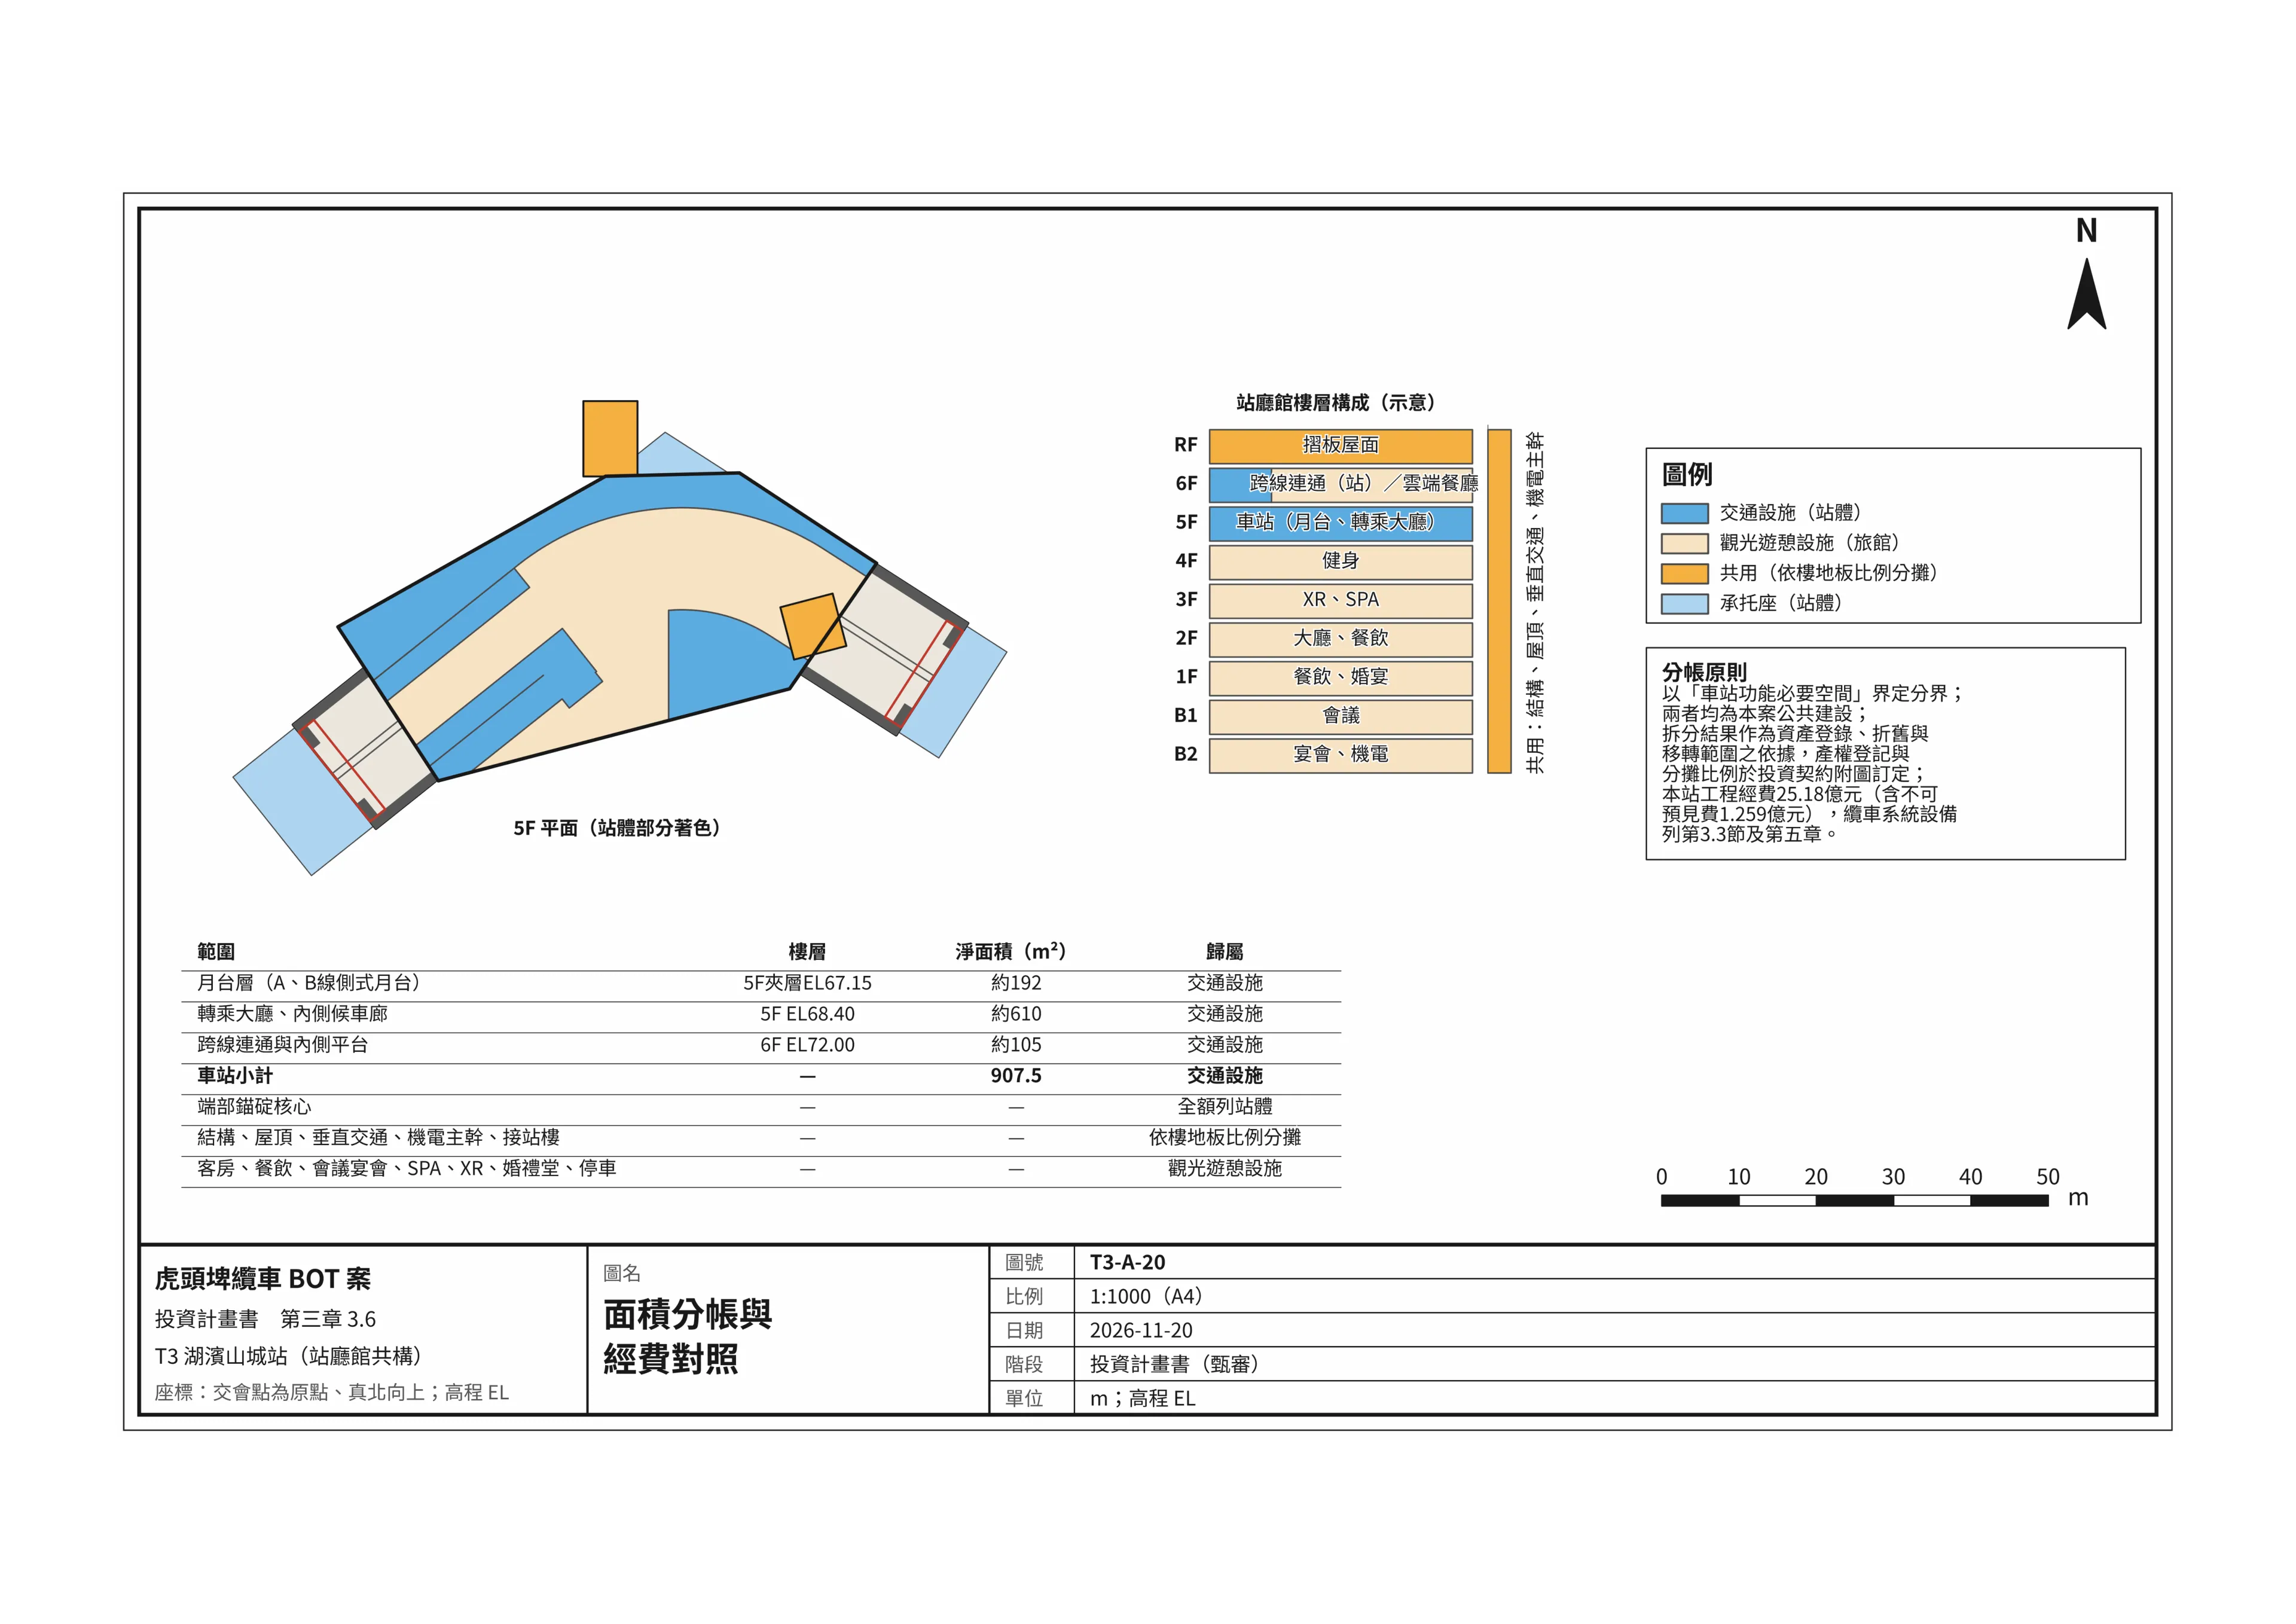 N
站廳館樓層構成（示意）
RF 摺板屋面
6F 跨線連通（站）／雲端餐廳
5F 車站（月台、轉乘大廳）
4F 健身
3F XR、SPA
2F 大廳、餐飲
1F 餐飲、婚宴
B1 會議
B2 宴會、機電
共用：結構、屋頂、垂直交通、機電主幹
圖例
交通設施（站體）
觀光遊憩設施（旅館）
共用（依樓地板比例分攤）
承托座（站體）
分帳原則
以「車站功能必要空間」界定分界；
兩者均為本案公共建設；
拆分結果作為資產登錄、折舊與
移轉範圍之依據，產權登記與
分攤比例於投資契約附圖訂定；
本站工程經費25.18億元（含不可
預見費1.259億元），纜車系統設備
列第3.3節及第五章。
5F 平面（站體部分著色）
範圍 樓層 淨面積（m²） 歸屬
月台層（A、B線側式月台） 5F夾層EL67.15 約192 交通設施
轉乘大廳、內側候車廊 5F EL68.40 約610 交通設施
跨線連通與內側平台 6F EL72.00 約105 交通設施
車站小計 — 907.5 交通設施
端部錨碇核心 — — 全額列站體
結構、屋頂、垂直交通、機電主幹、接站樓 — — 依樓地板比例分攤
客房、餐飲、會議宴會、SPA、XR、婚禮堂、停車 — — 觀光遊憩設施
0 10 20 30 40 50 m
虎頭埤纜車 BOT 案
投資計畫書　第三章 3.6
T3 湖濱山城站（站廳館共構）
座標：交會點為原點、真北向上；高程 EL
圖名
面積分帳與
經費對照
圖號 T3-A-20
比例 1:1000（A4）
日期 2026-11-20
階段 投資計畫書（甄審）
單位 m；高程 EL